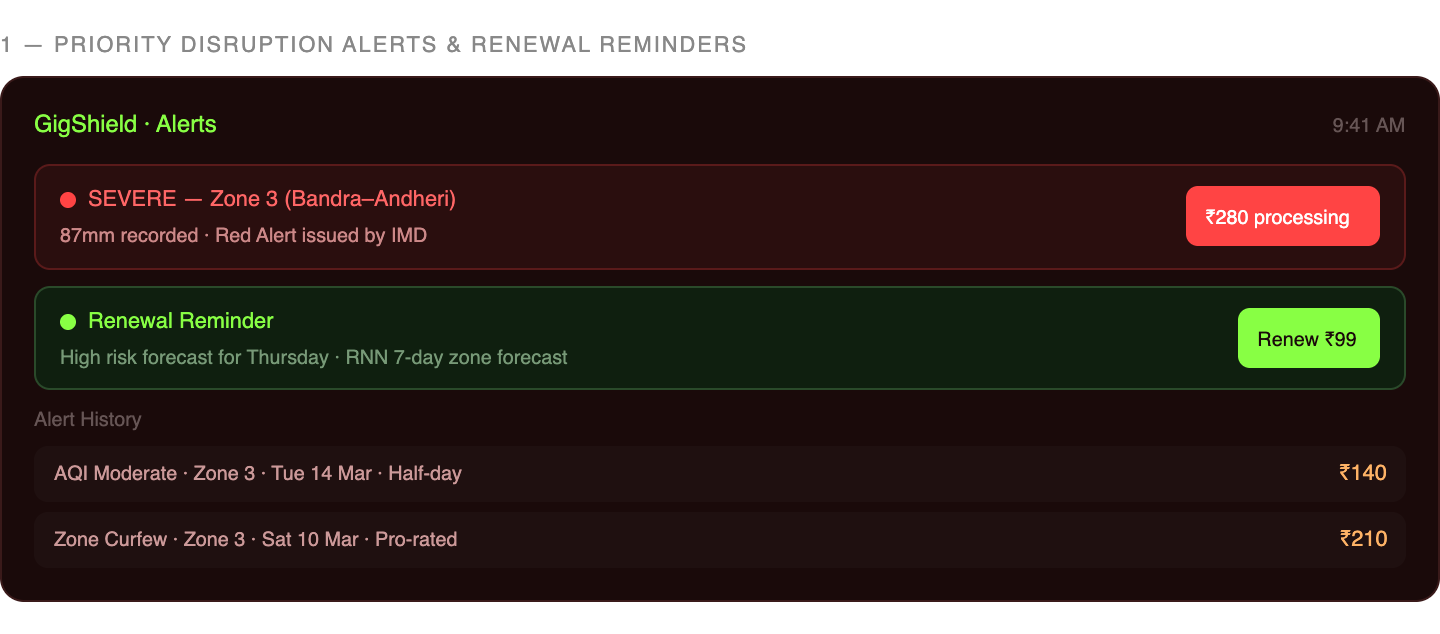 1 — PRIORITY DISRUPTION ALERTS & RENEWAL REMINDERS
GigShield · Alerts
9:41 AM
SEVERE — Zone 3 (Bandra–Andheri)
87mm recorded · Red Alert issued by IMD
₹280 processing
Renewal Reminder
High risk forecast for Thursday · RNN 7-day zone forecast
Renew ₹99
Alert History
AQI Moderate · Zone 3 · Tue 14 Mar · Half-day
₹140
Zone Curfew · Zone 3 · Sat 10 Mar · Pro-rated
₹210